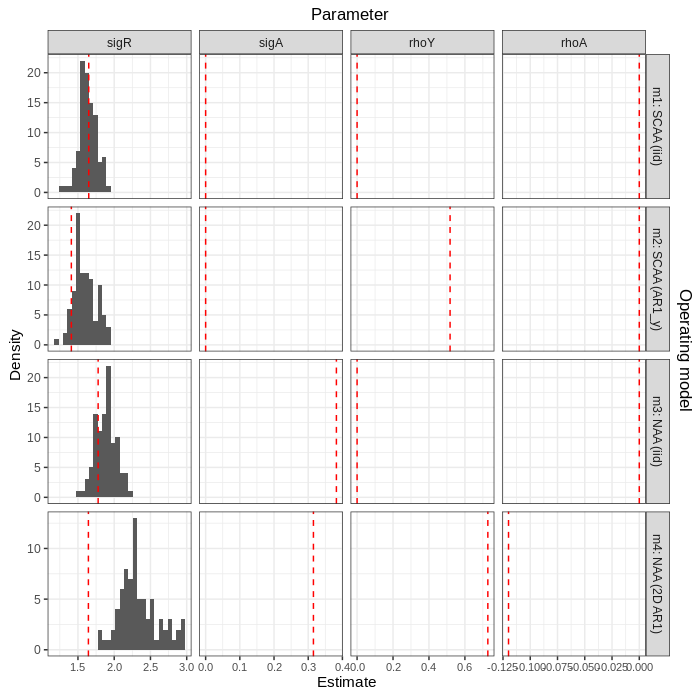 Parameter
sigR sigA rhoY rhoA
20
15
10
5
0
m1: SCAA (iid)
20
15
10
5
0
m2: SCAA (AR1_y)
20
15
10
5
0
m3: NAA (iid)
10
5
0
m4: NAA (2D AR1)
Density
Operating model
1.5 2.0 2.5 3.0 0.0 0.1 0.2 0.3 0.4 0.0 0.2 0.4 0.6 -0.125 -0.100 -0.075 -0.050 -0.025 0.000
Estimate